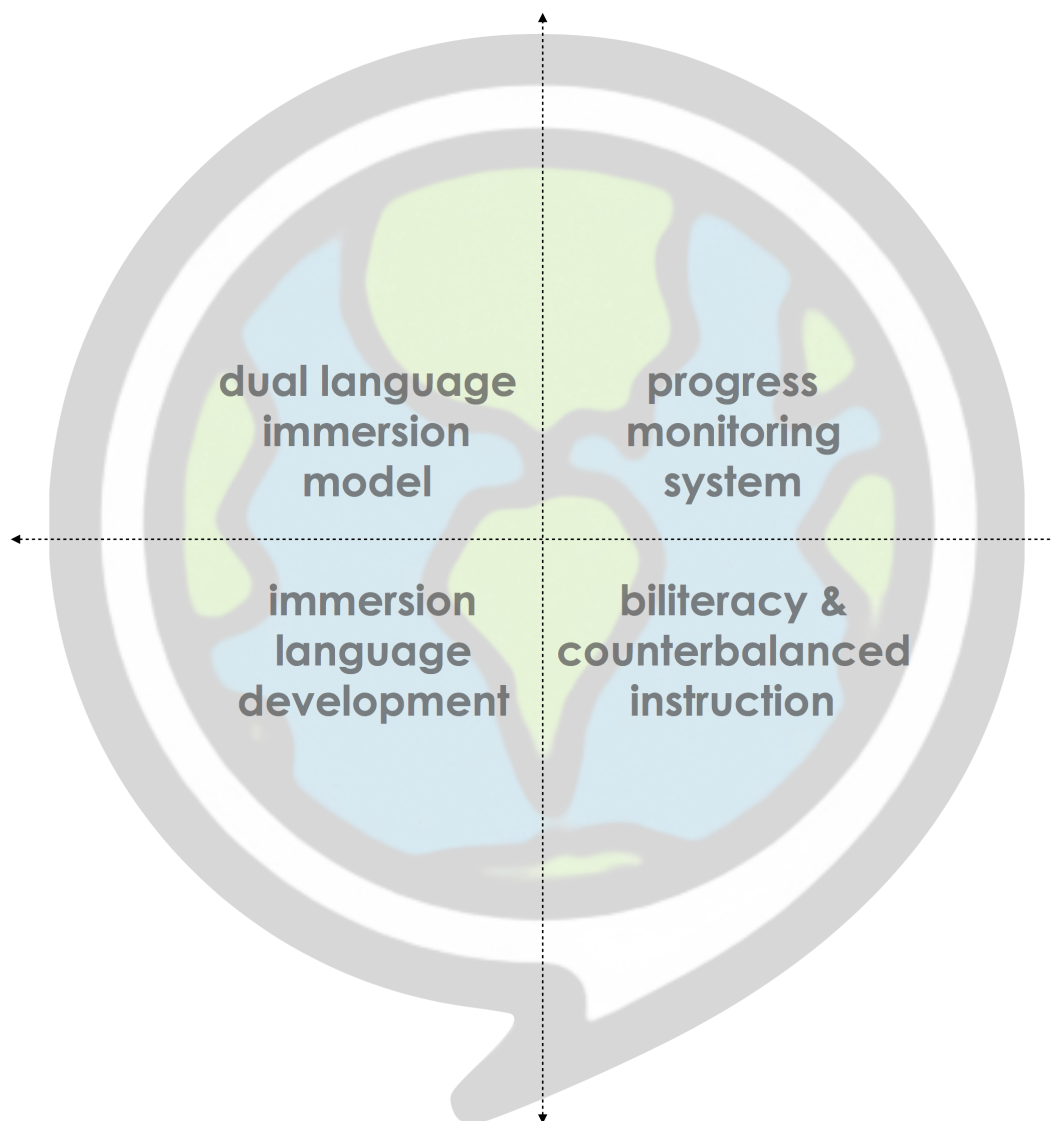 dual language
immersion
model
progress
monitoring
system
immersion
language
development
biliteracy &
counterbalanced
instruction